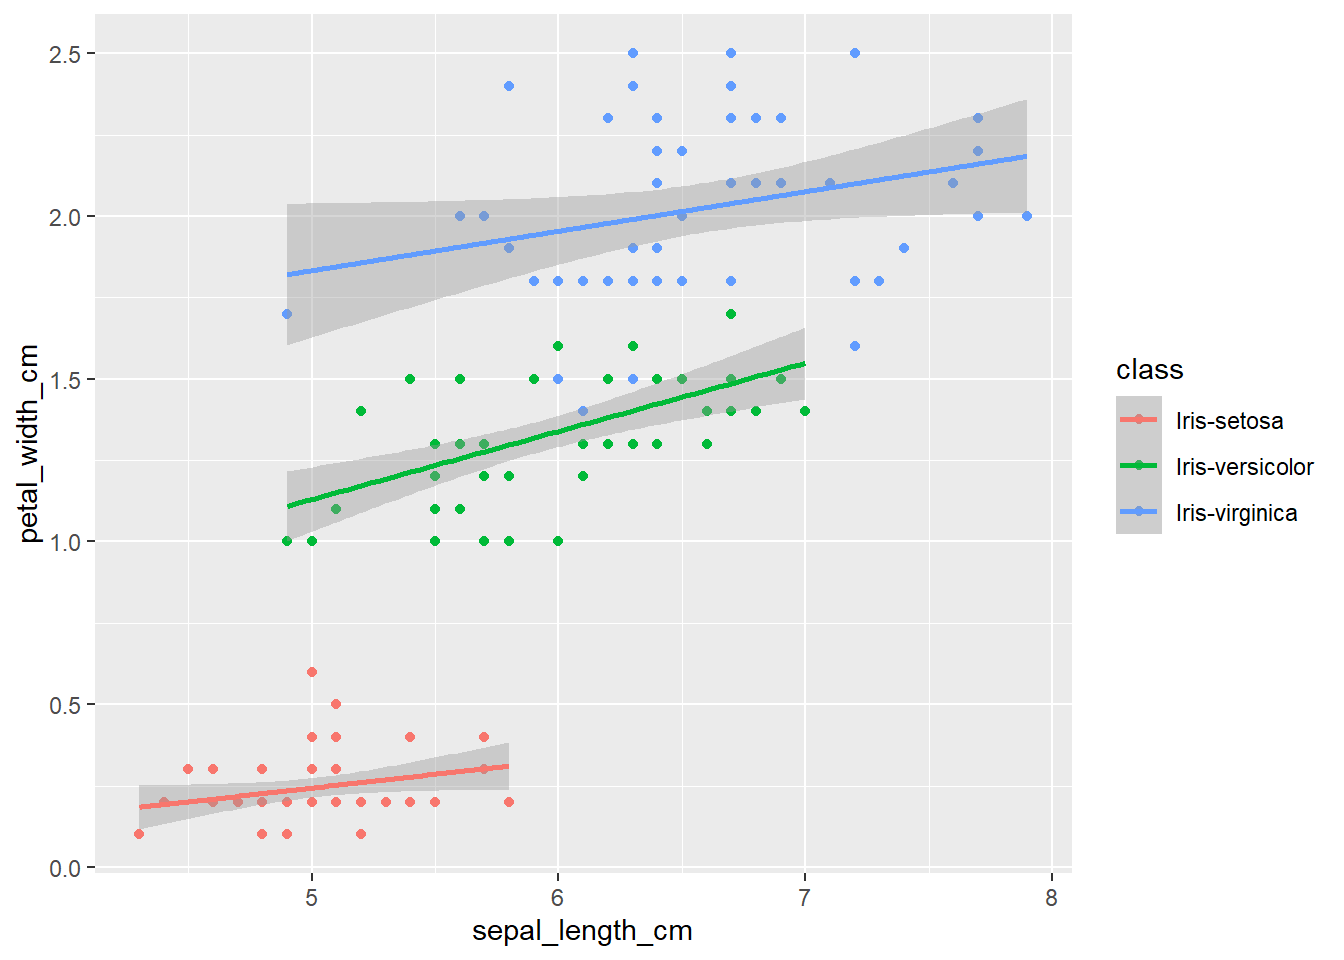 2.5
2.0
1.5
1.0
0.5
0.0
petal_width_cm
5 6 7 8
sepal_length_cm
class
Iris-setosa
Iris-versicolor
Iris-virginica